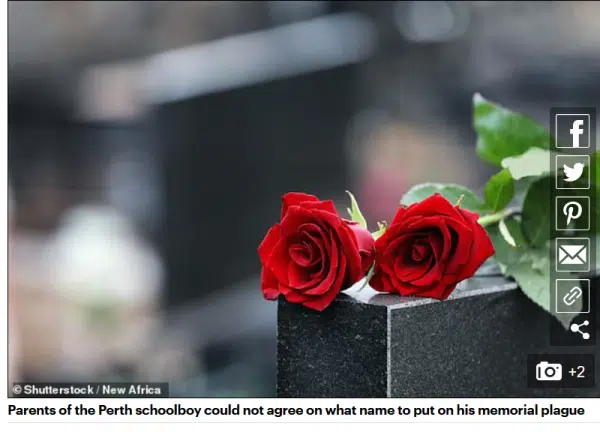 +2
© Shutterstock / New Africa
Parents of the Perth schoolboy could not agree on what name to put on his memorial plague